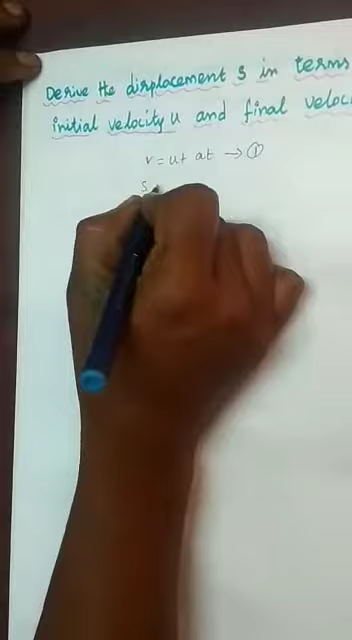 Derive the displacement S in terms
initial velocity u and final veloc
v = u + at → ①
S